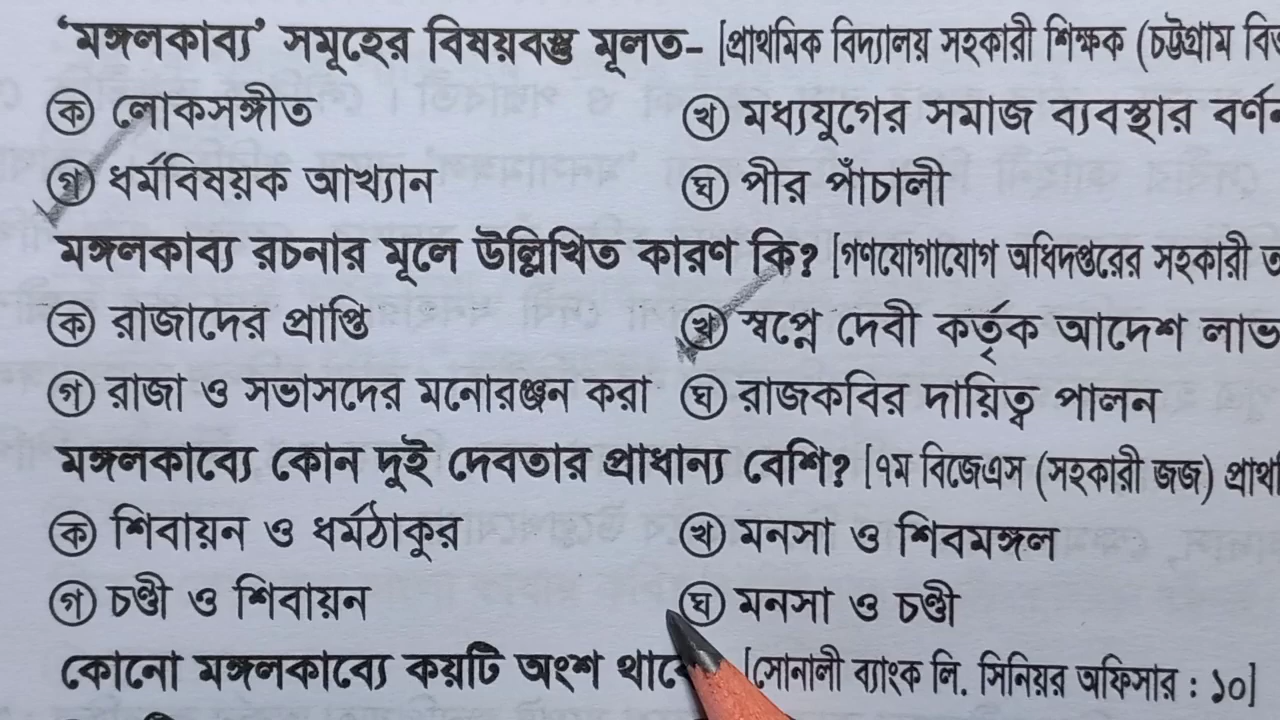 ‘মঙ্গলকাব্য’ সমূহের বিষয়বস্তু মূলত– [প্রাথমিক বিদ্যালয় সহকারী শিক্ষক (চট্টগ্রাম
ক লোকসঙ্গীত খ মধ্যযুগের সমাজ ব্যবস্থার
গ ধর্মবিষয়ক আখ্যান ঘ পীর পাঁচালী
মঙ্গলকাব্য রচনার মূলে উল্লিখিত কারণ কি? [গণযোগাযোগ অধিদপ্তরের সহকারী
ক রাজাদের প্রাপ্তি খ স্বপ্নে দেবী কর্তৃক আদেশ লাভ
গ রাজা ও সভাসদের মনোরঞ্জন করা ঘ রাজকবির দায়িত্ব পালন
মঙ্গলকাব্যে কোন দুই দেবতার প্রাধান্য বেশি? [৭ম বিজেএস (সহকারী জজ)
ক শিবায়ন ও ধর্মঠাকুর খ মনসা ও শিবমঙ্গল
গ চণ্ডী ও শিবায়ন ঘ মনসা ও চণ্ডী
কোনো মঙ্গলকাব্যে কয়টি অংশ [সোনালী ব্যাংক লি. সিনিয়র অফিসার : ১০]